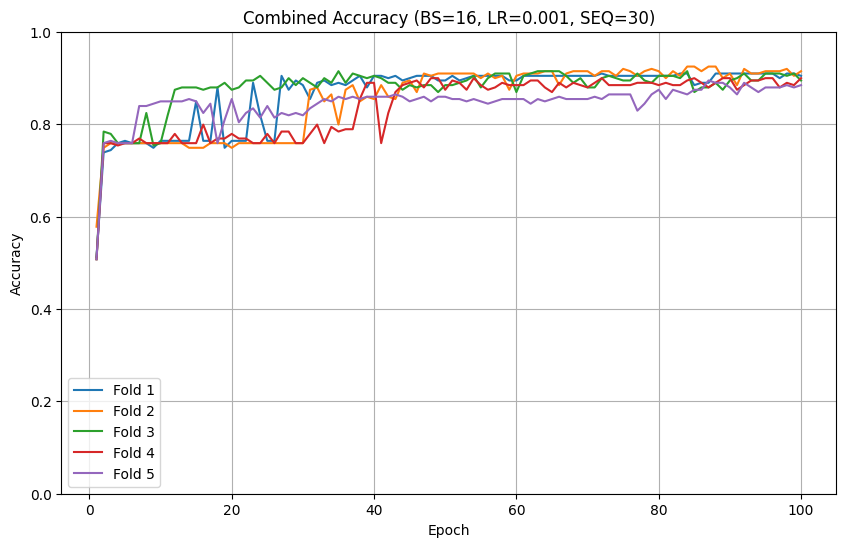 Combined Accuracy (BS=16, LR=0.001, SEQ=30)
1.0
0.8
0.6
0.4
0.2
0.0
Accuracy
Fold 1
Fold 2
Fold 3
Fold 4
Fold 5
0 20 40 60 80 100
Epoch